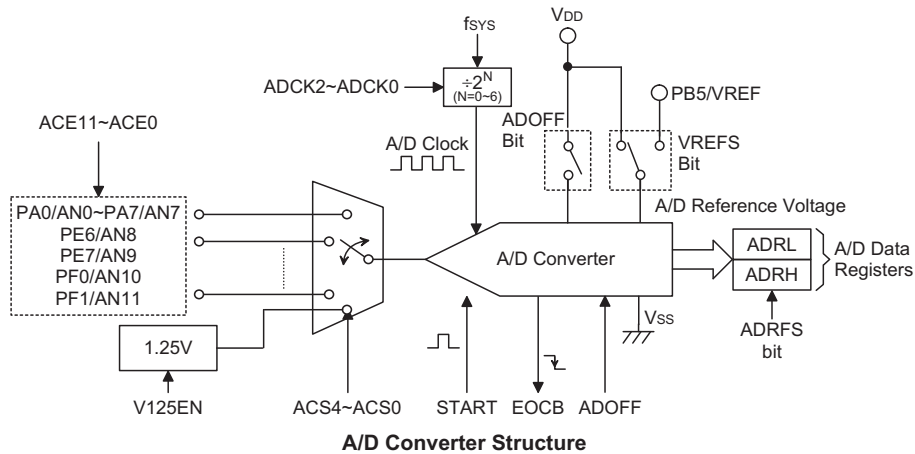 fSYS
VDD
÷2N
(N=0~6)
ADCK2~ADCK0
PB5/VREF
ADOFF
Bit
VREFS
Bit
ACE11~ACE0
A/D Clock
PA0/AN0~PA7/AN7
PE6/AN8
PE7/AN9
PF0/AN10
PF1/AN11
A/D Reference Voltage
A/D Converter
ADRL
ADRH
A/D Data
Registers
VSS
ADRFS
bit
1.25V
V125EN
ACS4~ACS0
START
EOCB
ADOFF
A/D Converter Structure